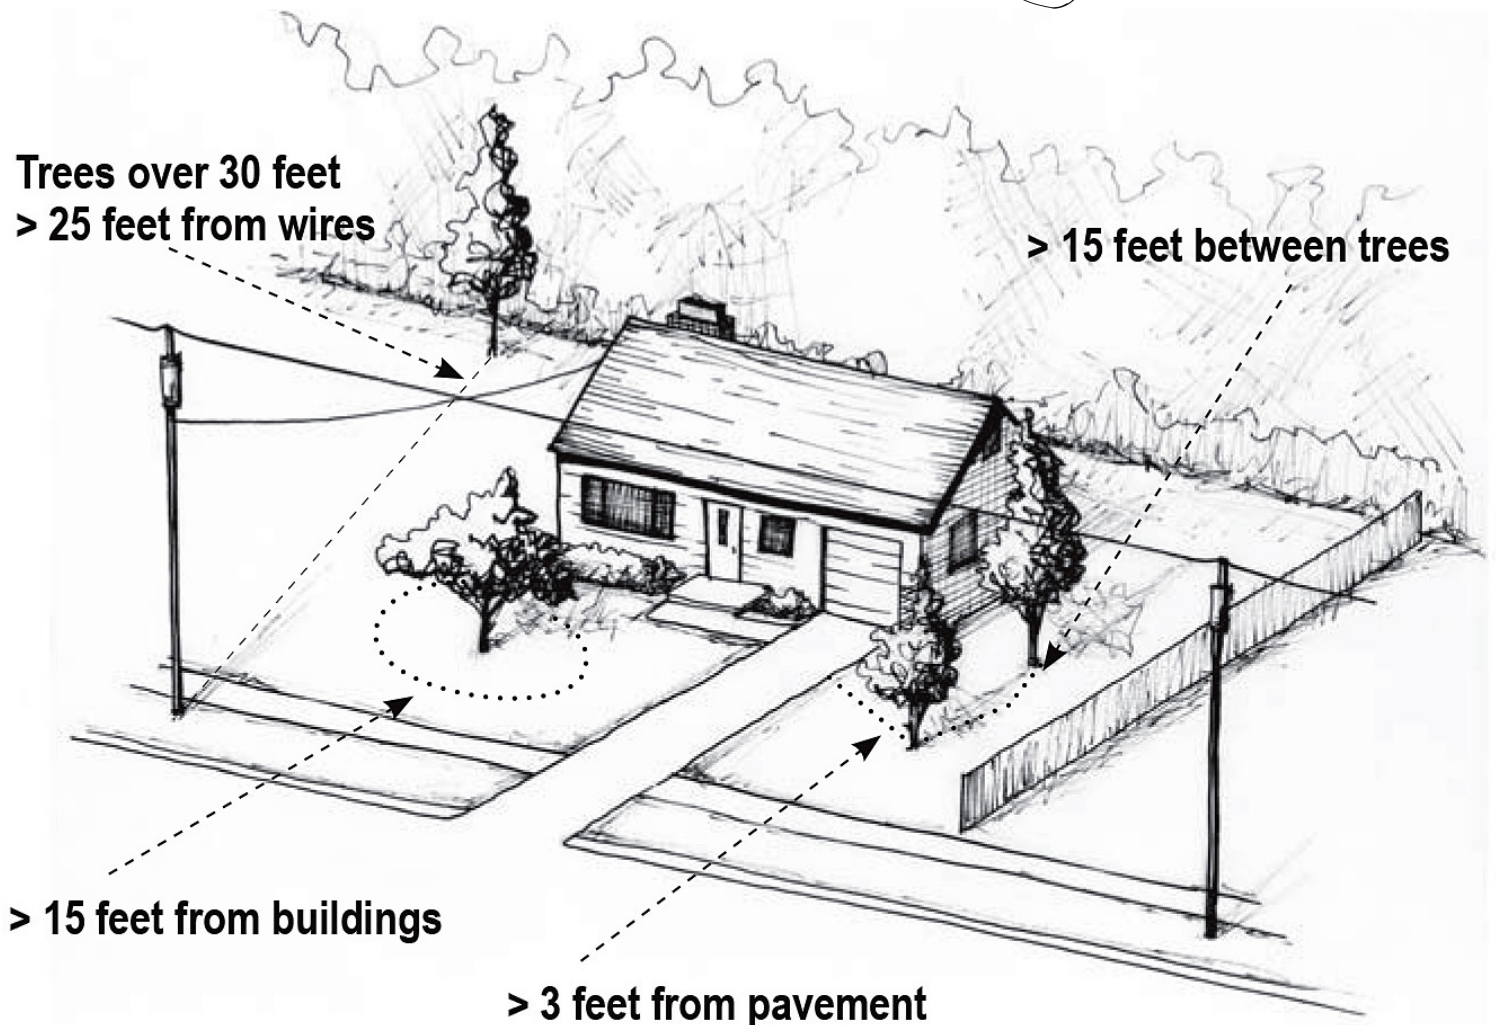 Trees over 30 feet
> 25 feet from wires
> 15 feet between trees
> 15 feet from buildings
> 3 feet from pavement